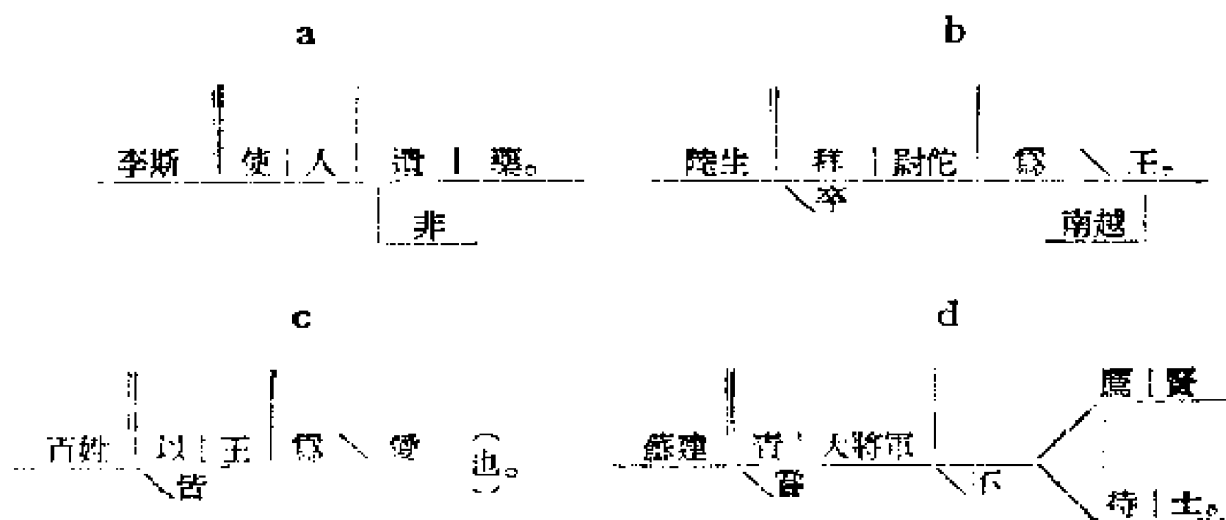 a
b
李斯 使 人 遺 藥。
非
陸生 拜 尉佗 爲 王。
卒
南越
c
d
百姓 以 王 爲 愛 (也)。
皆
薦 賢
蘇建 責 大將軍
嘗 不
待 士。